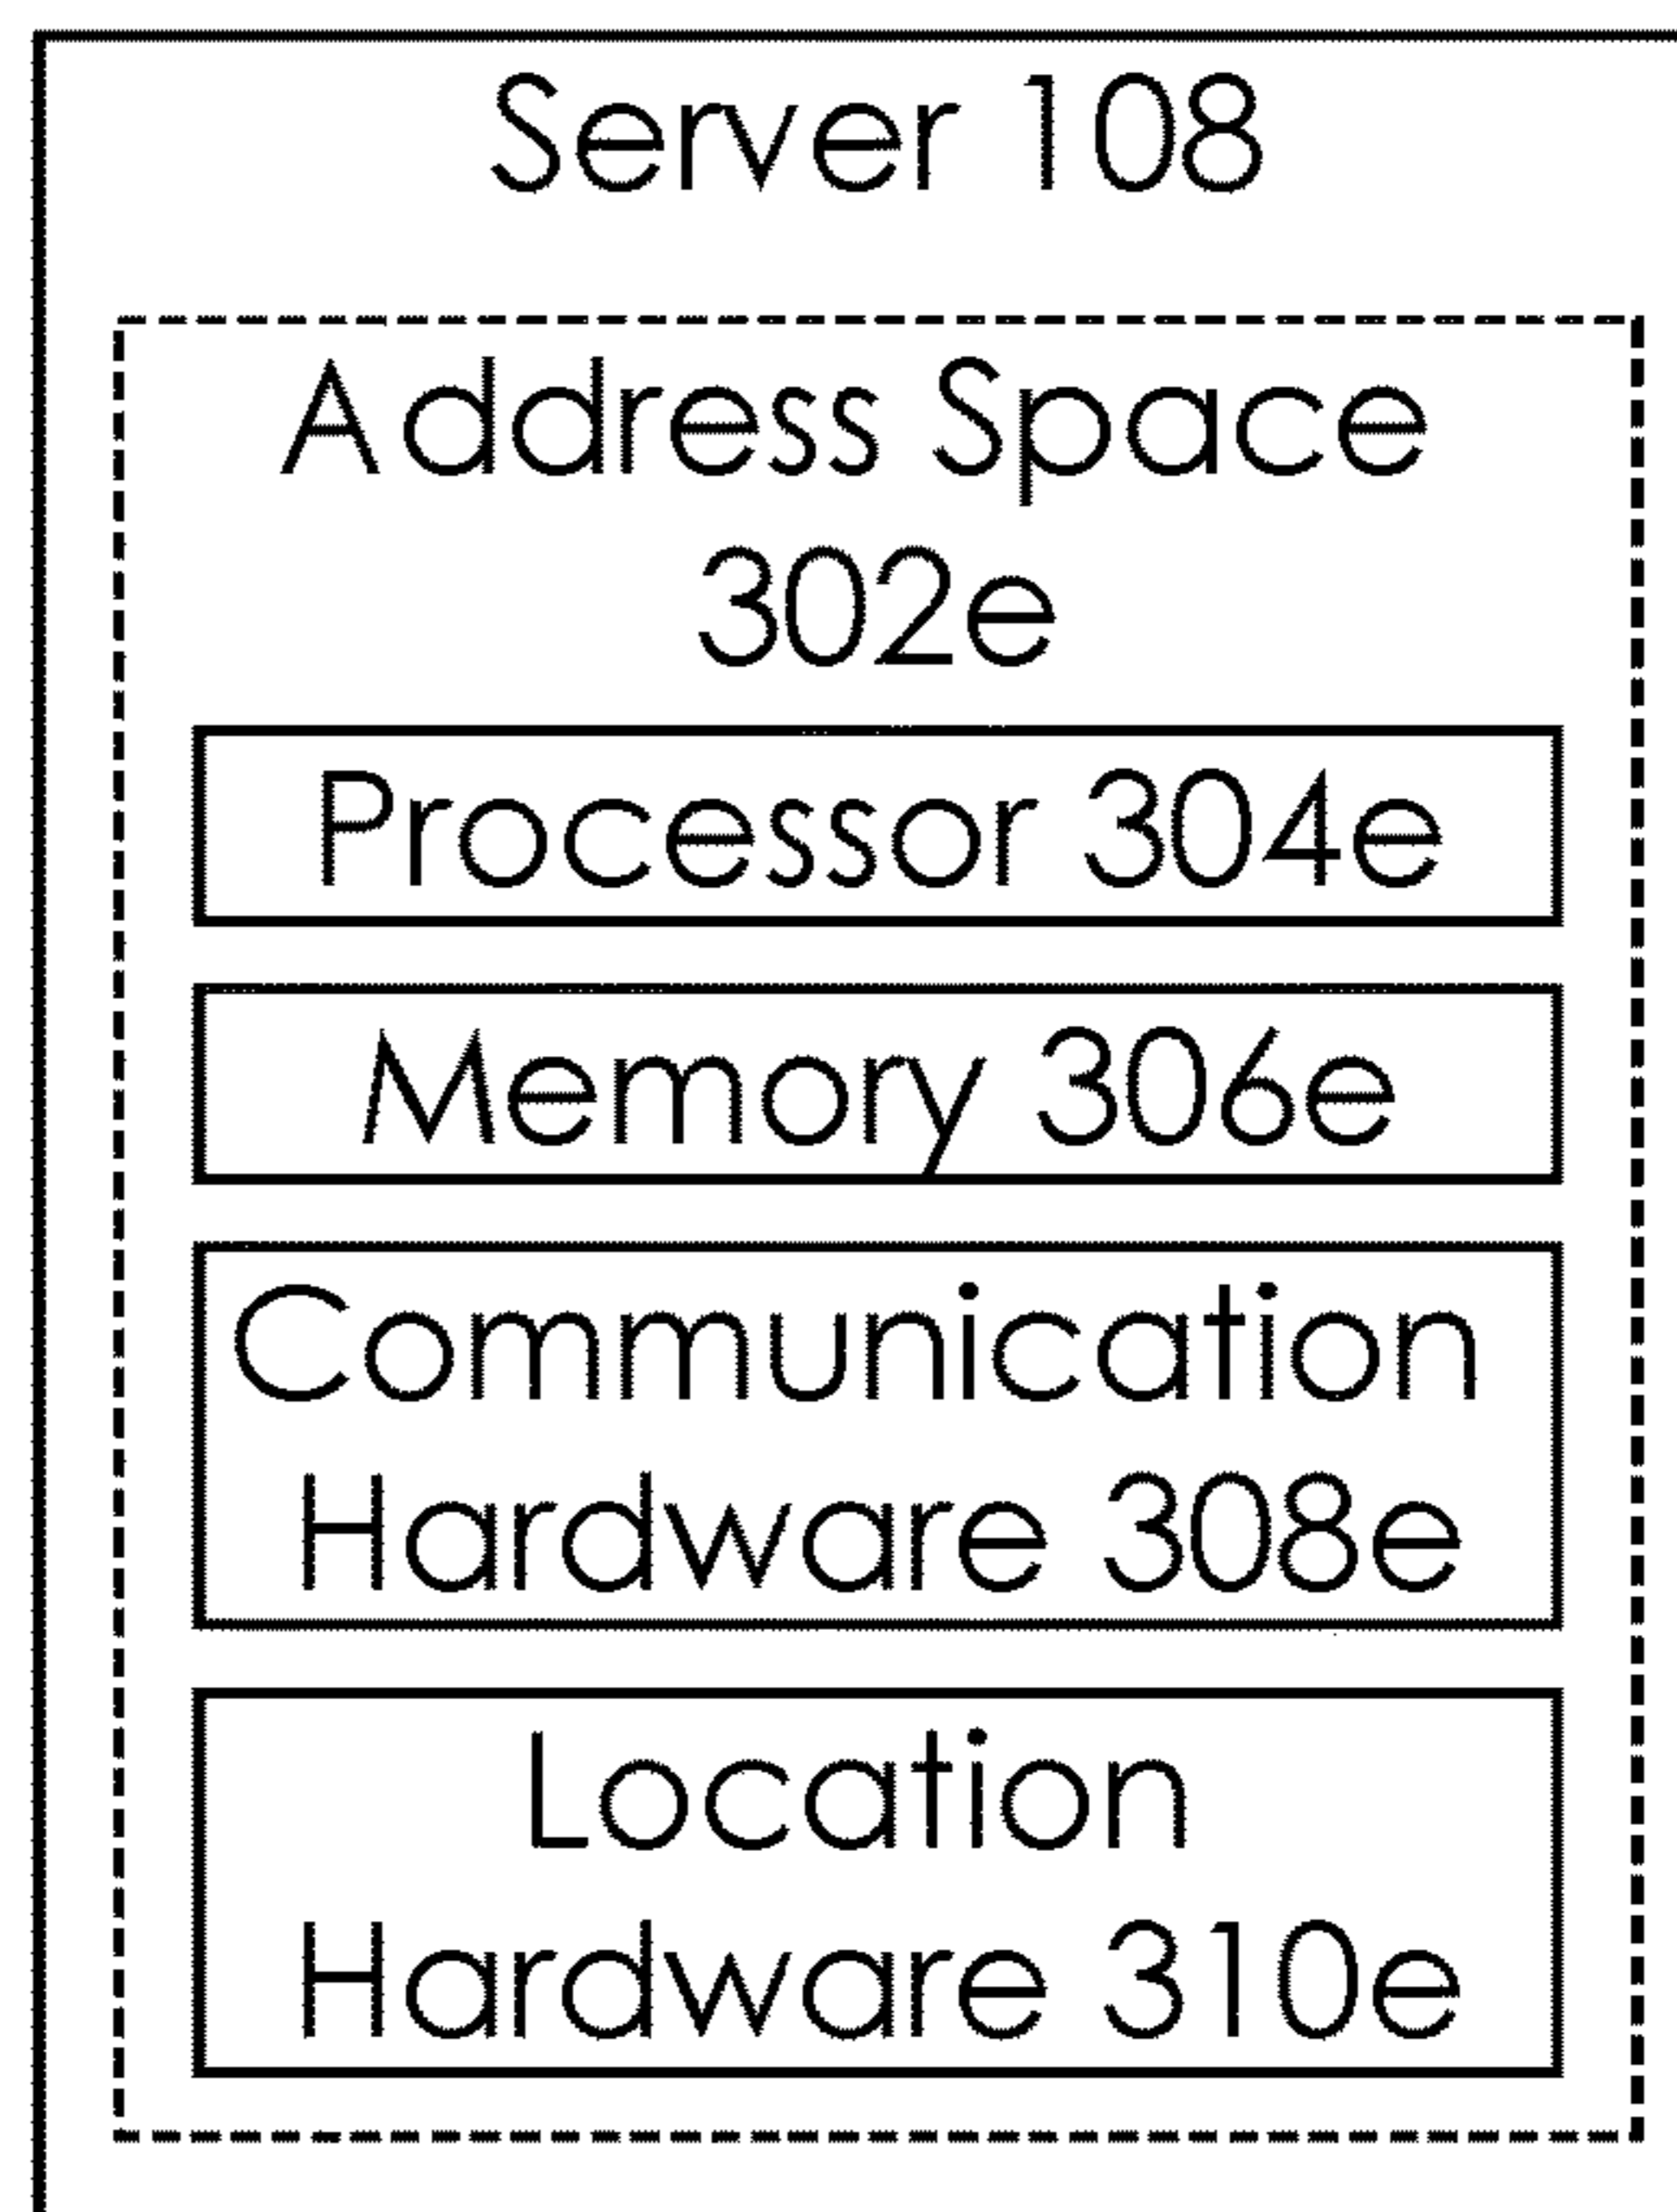 Server 108
Address Space
302e
Processor 304e
Memory 306e
Communication
Hardware 308e
Location
Hardware 310e